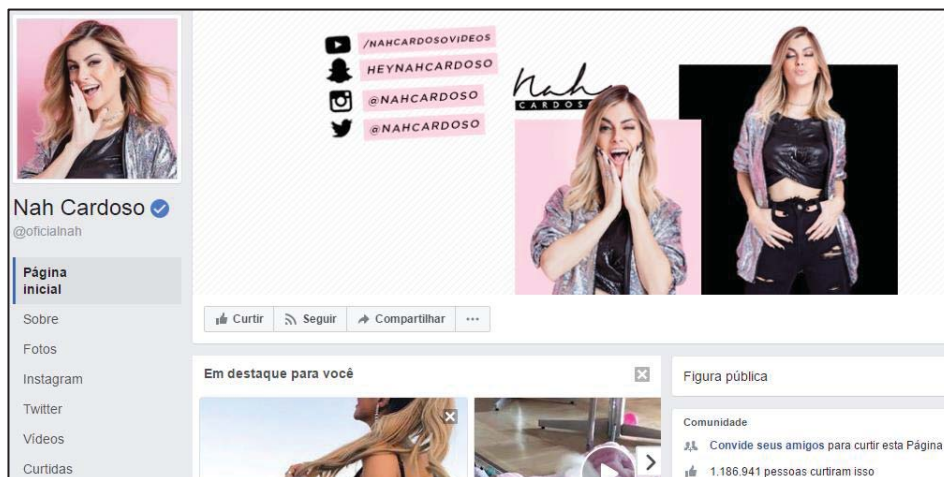 /NAHCARDOSOVIDEOS
HEYNAHCARDOSO
@NAHCARDOSO
@NAHCARDOSO
Nah
CARDOSO
Nah Cardoso
@oficialnah
Página
inicial
Sobre
Fotos
Instagram
Twitter
Vídeos
Curtidas
Curtir
Seguir
Compartilhar
Em destaque para você
Figura pública
Comunidade
Convide seus amigos para curtir esta Página
1.186.941 pessoas curtiram isso